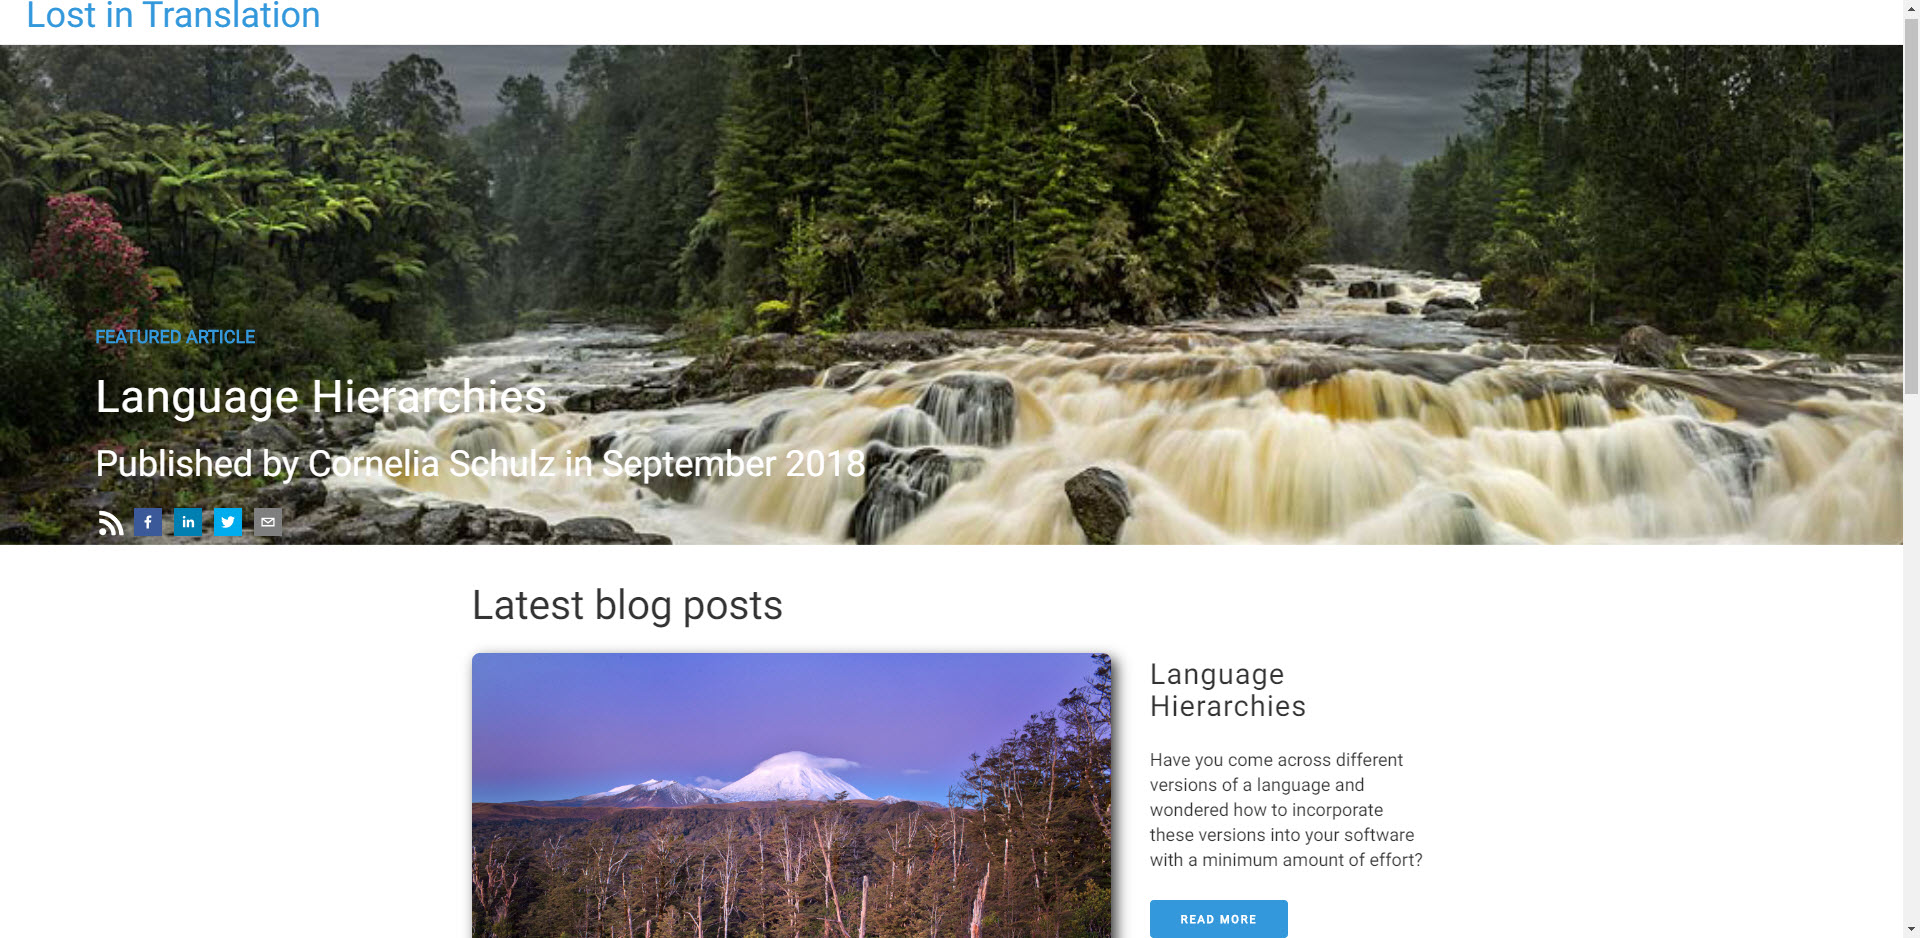 Lost in Translation
FEATURED ARTICLE
Language Hierarchies
Published by Cornelia Schulz in September 2018
f
in
Latest blog posts
Language
Hierarchies
Have you come across different
versions of a language and
wondered how to incorporate
these versions into your software
with a minimum amount of effort?
READ MORE